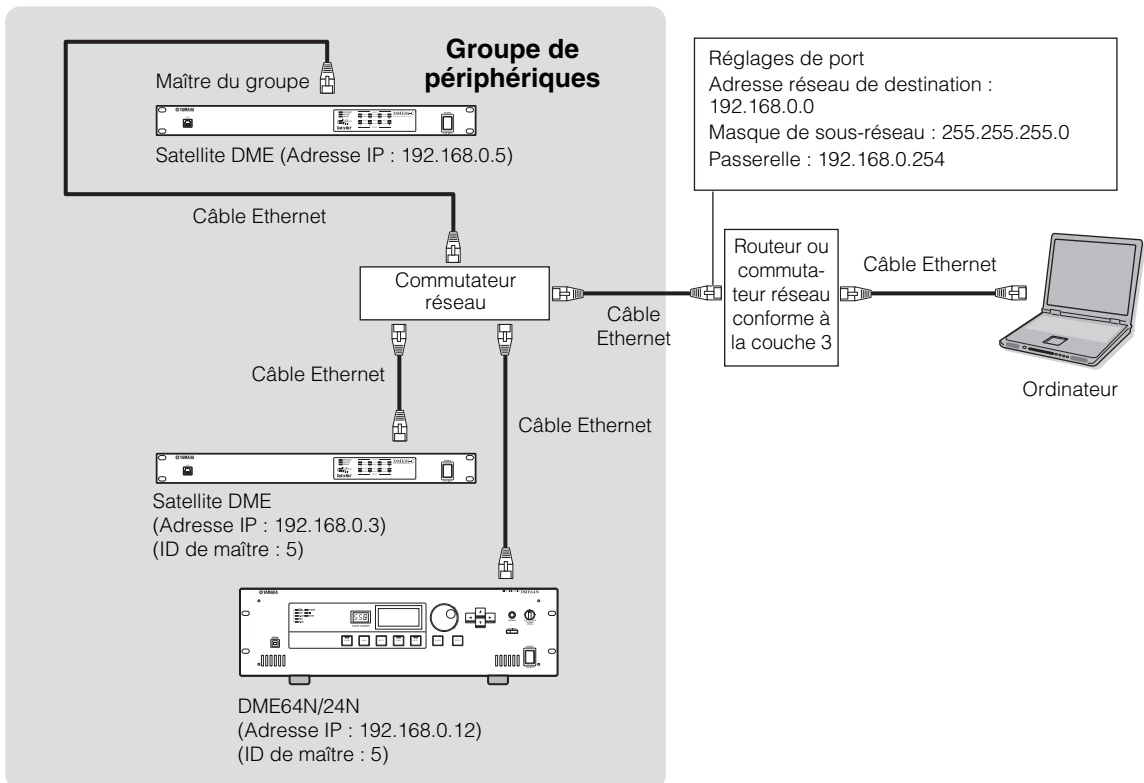 Groupe de
périphériques
Maître du groupe
YAMAHA
Satellite DME (Adresse IP : 192.168.0.5)
Câble Ethernet
Réglages de port
Adresse réseau de destination :
192.168.0.0
Masque de sous-réseau : 255.255.255.0
Passerelle : 192.168.0.254
Commutateur
réseau
Câble
Ethernet
Routeur ou
commuta-
teur réseau
conforme à
la couche 3
Câble Ethernet
Ordinateur
Câble Ethernet
Câble Ethernet
YAMAHA
Satellite DME
(Adresse IP : 192.168.0.3)
(ID de maître : 5)
YAMAHA
DME64N
DME64N/24N
(Adresse IP : 192.168.0.12)
(ID de maître : 5)